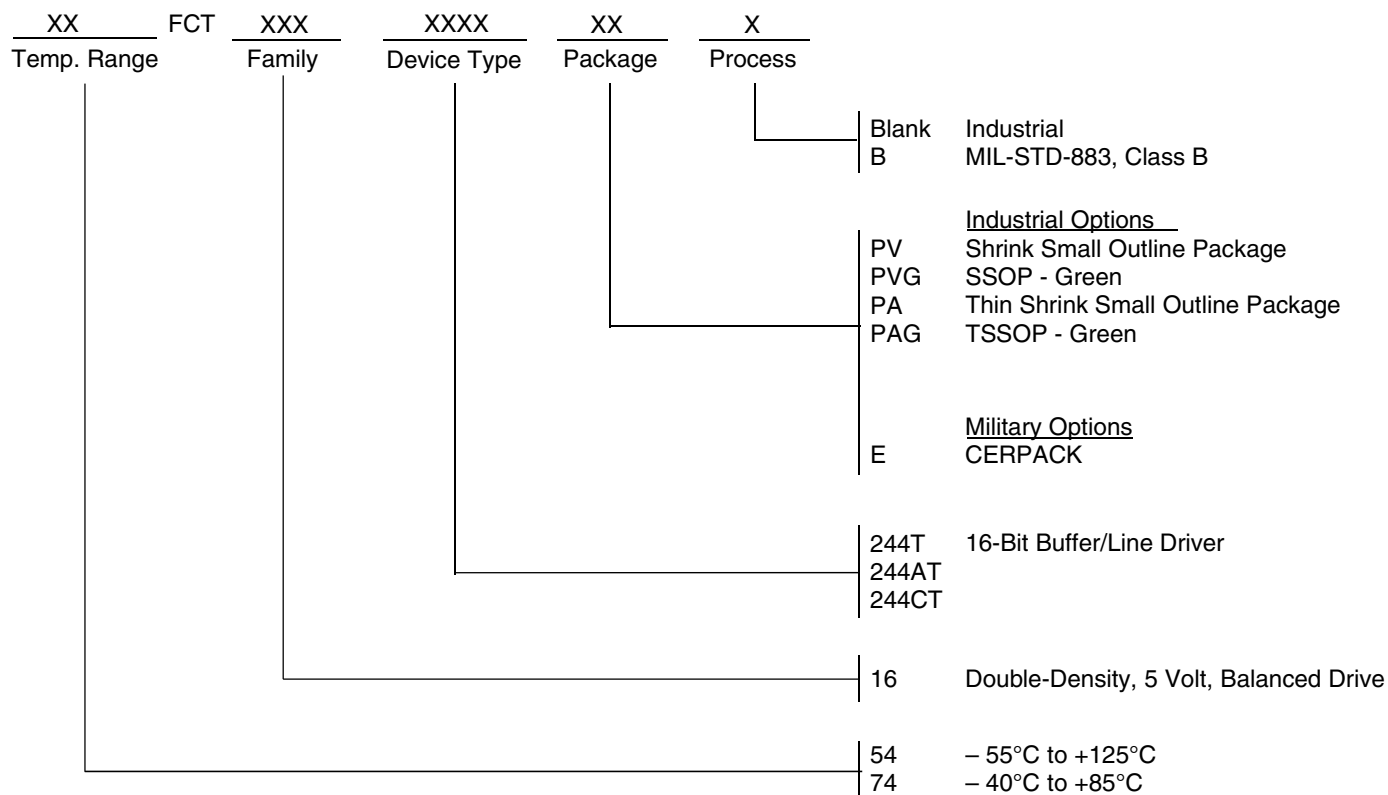 XX FCT XXX XXXX XX X
Temp. Range Family Device Type Package Process
Blank Industrial
B MIL-STD-883, Class B
Industrial Options
PV Shrink Small Outline Package
PVG SSOP - Green
PA Thin Shrink Small Outline Package
PAG TSSOP - Green
Military Options
E CERPACK
244T 16-Bit Buffer/Line Driver
244AT
244CT
16 Double-Density, 5 Volt, Balanced Drive
54 – 55°C to +125°C
74 – 40°C to +85°C